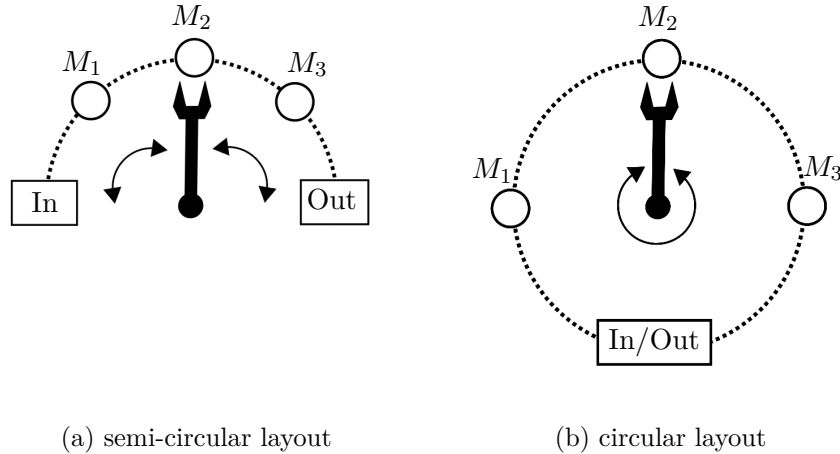 M₂
M₁
M₃
In
Out
(a) semi-circular layout
M₂
M₁
M₃
In/Out
(b) circular layout